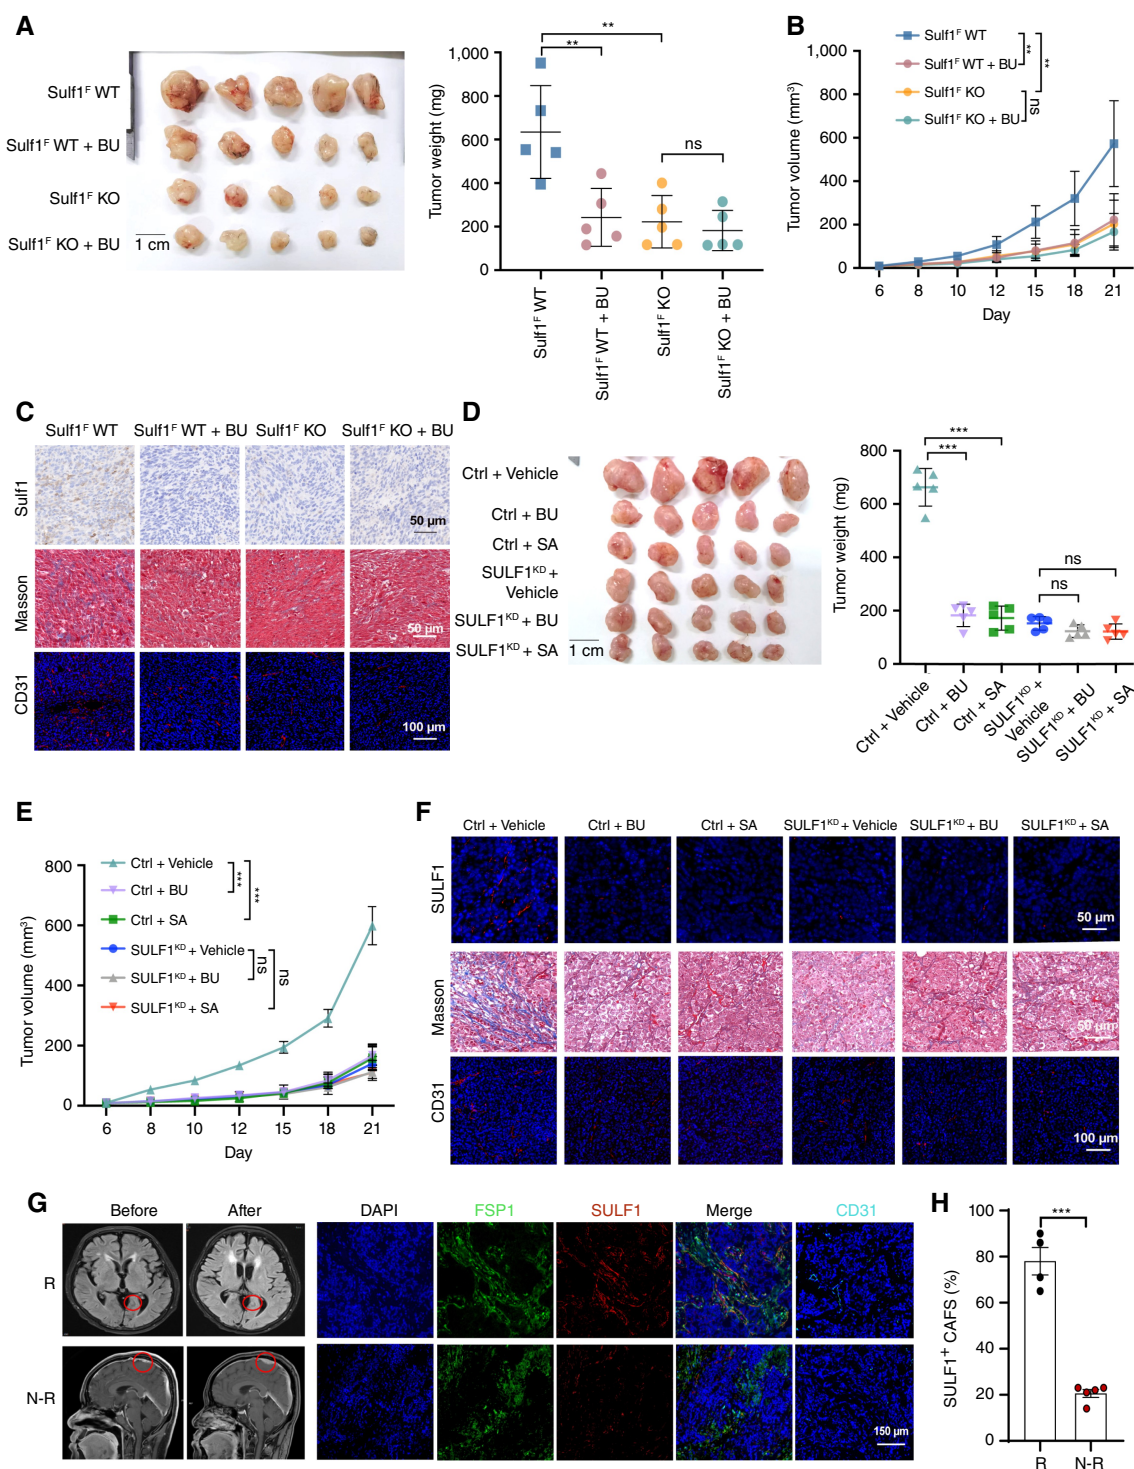 A
Sulf1F WT
Sulf1F WT + BU
Sulf1F KO
Sulf1F KO + BU
1 cm
Tumor weight (mg)
1,000
800
600
400
200
0
**
**
ns
Sulf1F WT
Sulf1F WT + BU
Sulf1F KO
Sulf1F KO + BU
B
Tumor volume (mm3)
1,000
800
600
400
200
0
6 8 10 12 15 18 21
Day
Sulf1F WT
Sulf1F WT + BU
Sulf1F KO
Sulf1F KO + BU
**
**
ns
C
Sulf1F WT Sulf1F WT + BU Sulf1F KO Sulf1F KO + BU
Sulf1
50 µm
Masson
50 µm
CD31
100 µm
D
Ctrl + Vehicle
Ctrl + BU
Ctrl + SA
SULF1KD +
Vehicle
SULF1KD + BU
SULF1KD + SA
1 cm
Tumor weight (mg)
800
600
400
200
0
***
***
ns
ns
Ctrl + Vehicle
Ctrl + BU
Ctrl + SA
SULF1KD +
Vehicle
SULF1KD + BU
SULF1KD + SA
E
Tumor volume (mm3)
800
600
400
200
0
6 8 10 12 15 18 21
Day
Ctrl + Vehicle
Ctrl + BU
Ctrl + SA
SULF1KD + Vehicle
SULF1KD + BU
SULF1KD + SA
***
***
ns
ns
F
Ctrl + Vehicle Ctrl + BU Ctrl + SA SULF1KD + Vehicle SULF1KD + BU SULF1KD + SA
SULF1
50 µm
Masson
50 µm
CD31
100 µm
G
Before After DAPI FSP1 SULF1 Merge CD31
R
N-R
150 µm
H
SULF1+ CAFS (%)
100
80
60
40
20
0
***
R N-R